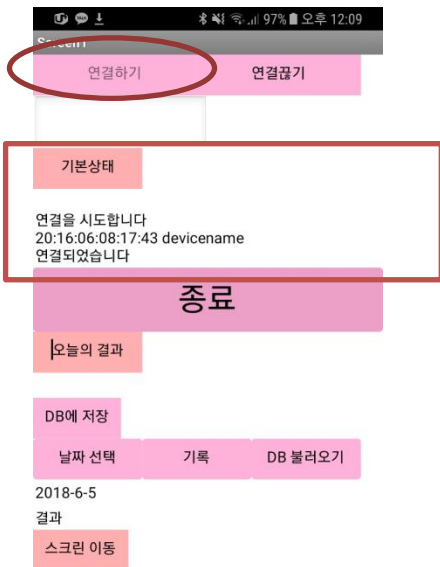 97% 오후 12:09
Screen1
연결하기 연결끊기
기본상태
연결을 시도합니다
20:16:06:08:17:43 devicename
연결되었습니다
종료
오늘의 결과
DB에 저장
날짜 선택 기록 DB 불러오기
2018-6-5
결과
스크린 이동